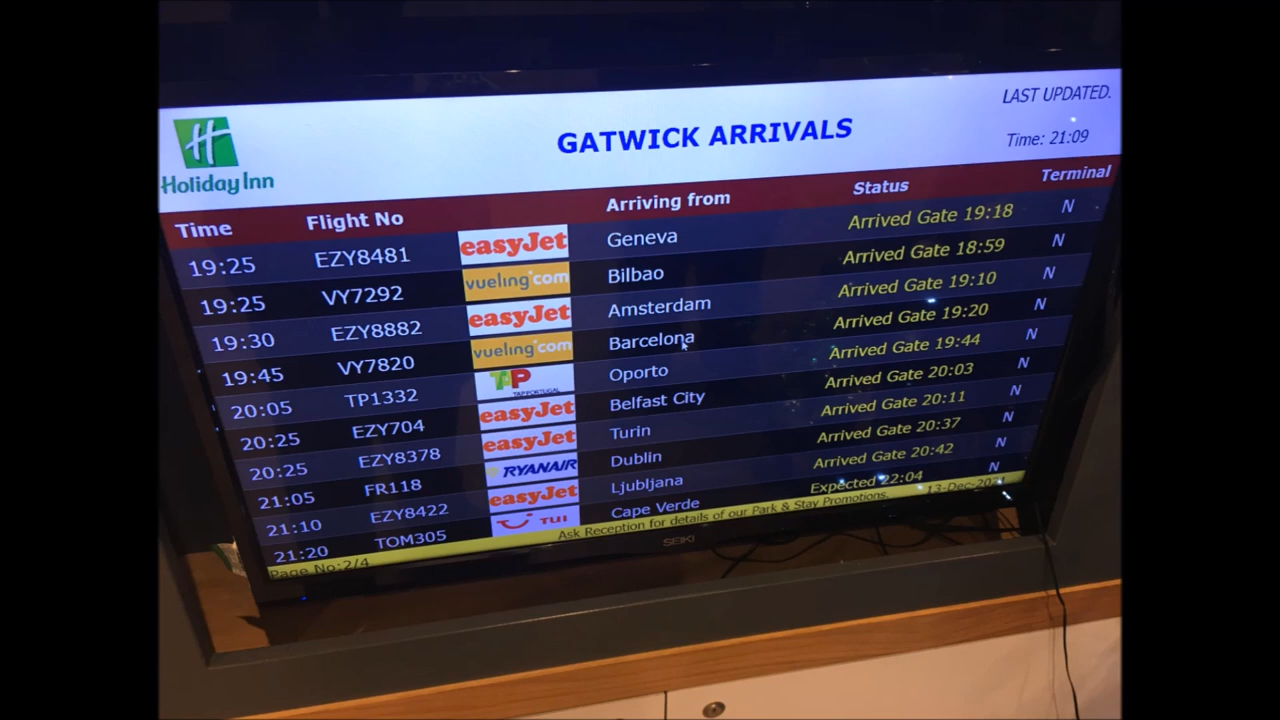 LAST UPDATED.
GATWICK ARRIVALS
Time: 21:09
H
Holiday Inn
Time Flight No Arriving from Status Terminal
19:25 EZY8481 easyJet Geneva Arrived Gate 19:18 N
19:25 VY7292 vueling.com Bilbao Arrived Gate 18:59 N
19:30 EZY8882 easyJet Amsterdam Arrived Gate 19:10 N
19:45 VY7820 vueling.com Barcelona Arrived Gate 19:20 N
20:05 TP1332 TAP PORTUGAL Oporto Arrived Gate 19:44 N
20:25 EZY704 easyJet Belfast City Arrived Gate 20:03 N
20:25 EZY8378 easyJet Turin Arrived Gate 20:11 N
21:05 FR118 RYANAIR Dublin Arrived Gate 20:37 N
21:10 EZY8422 easyJet Ljubljana Arrived Gate 20:42 N
21:20 TOM305 TUI Cape Verde Expected 22:04 N
Page No:2/4 Ask Reception for details of our Park & Stay Promotions. 13-Dec
SEIKI